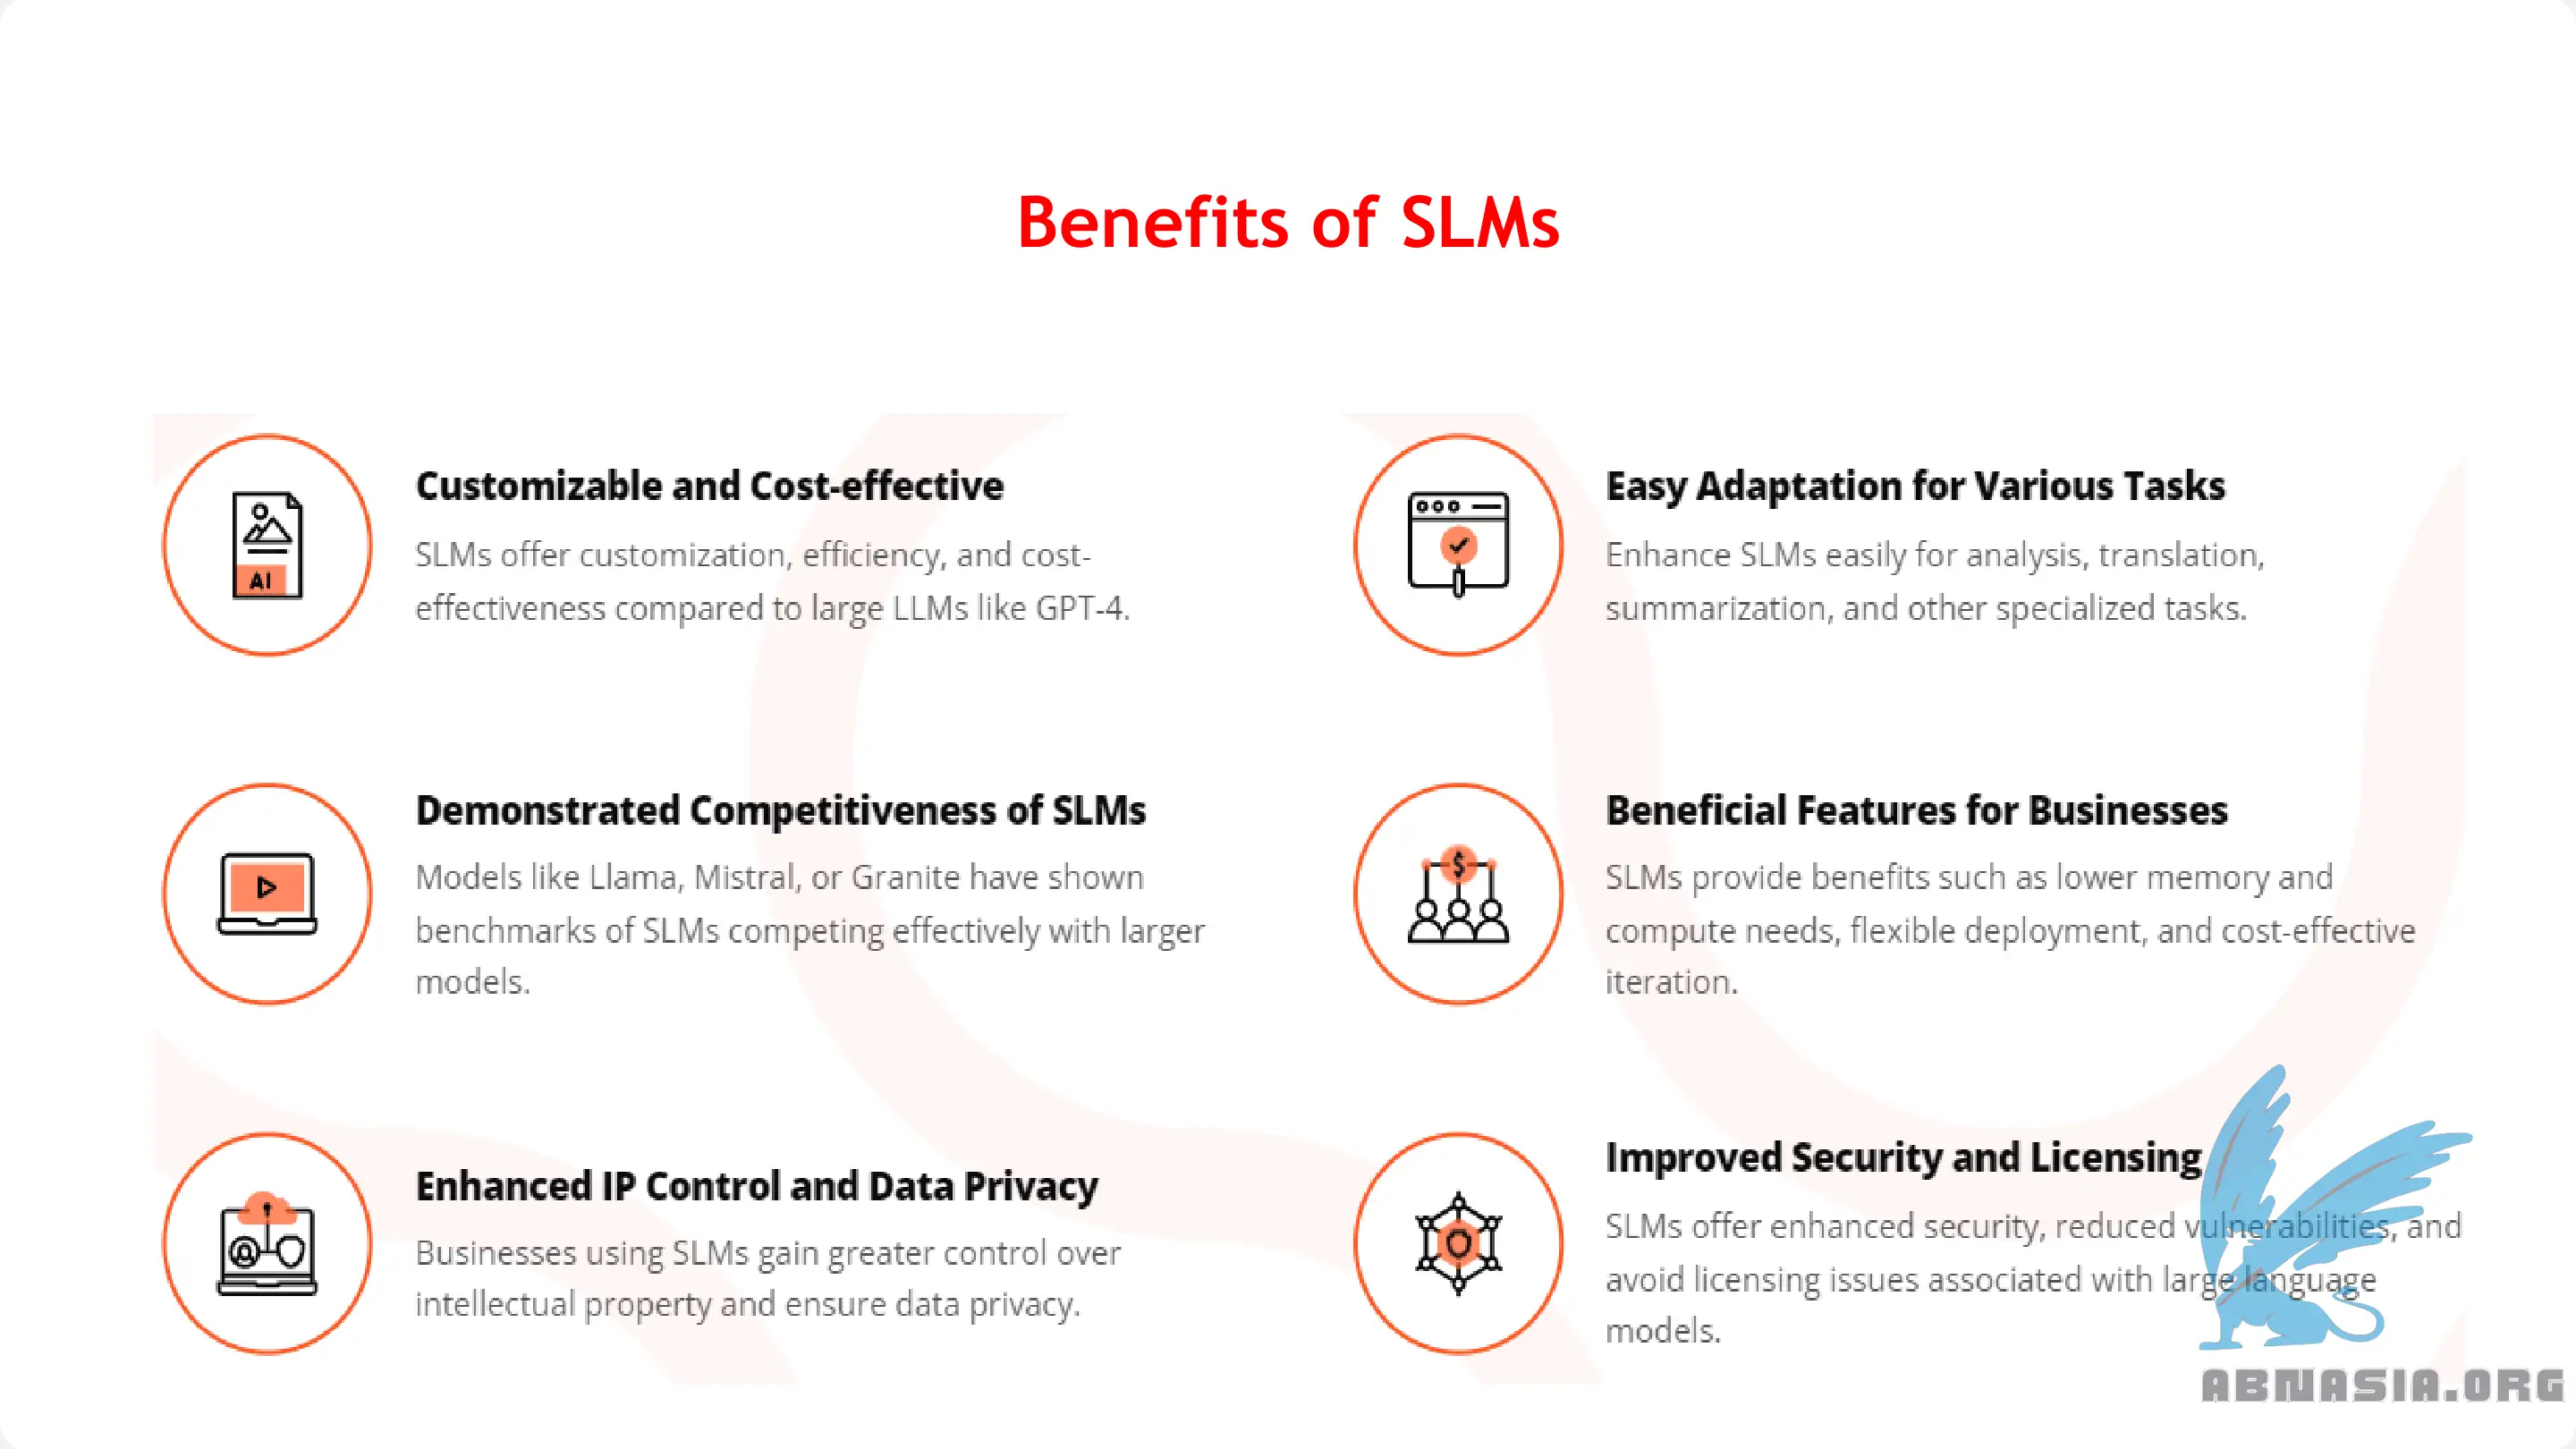 Benefits of SLMs
Customizable and Cost-effective
SLMs offer customization, efficiency, and cost-
effectiveness compared to large LLMs like GPT-4.
AI
Easy Adaptation for Various Tasks
Enhance SLMs easily for analysis, translation,
summarization, and other specialized tasks.
Demonstrated Competitiveness of SLMs
Models like Llama, Mistral, or Granite have shown
benchmarks of SLMs competing effectively with larger
models.
$
Beneficial Features for Businesses
SLMs provide benefits such as lower memory and
compute needs, flexible deployment, and cost-effective
iteration.
@
Enhanced IP Control and Data Privacy
Businesses using SLMs gain greater control over
intellectual property and ensure data privacy.
Improved Security and Licensing
SLMs offer enhanced security, reduced vulnerabilities, and
avoid licensing issues associated with large language
models.
ABNASIA.ORG